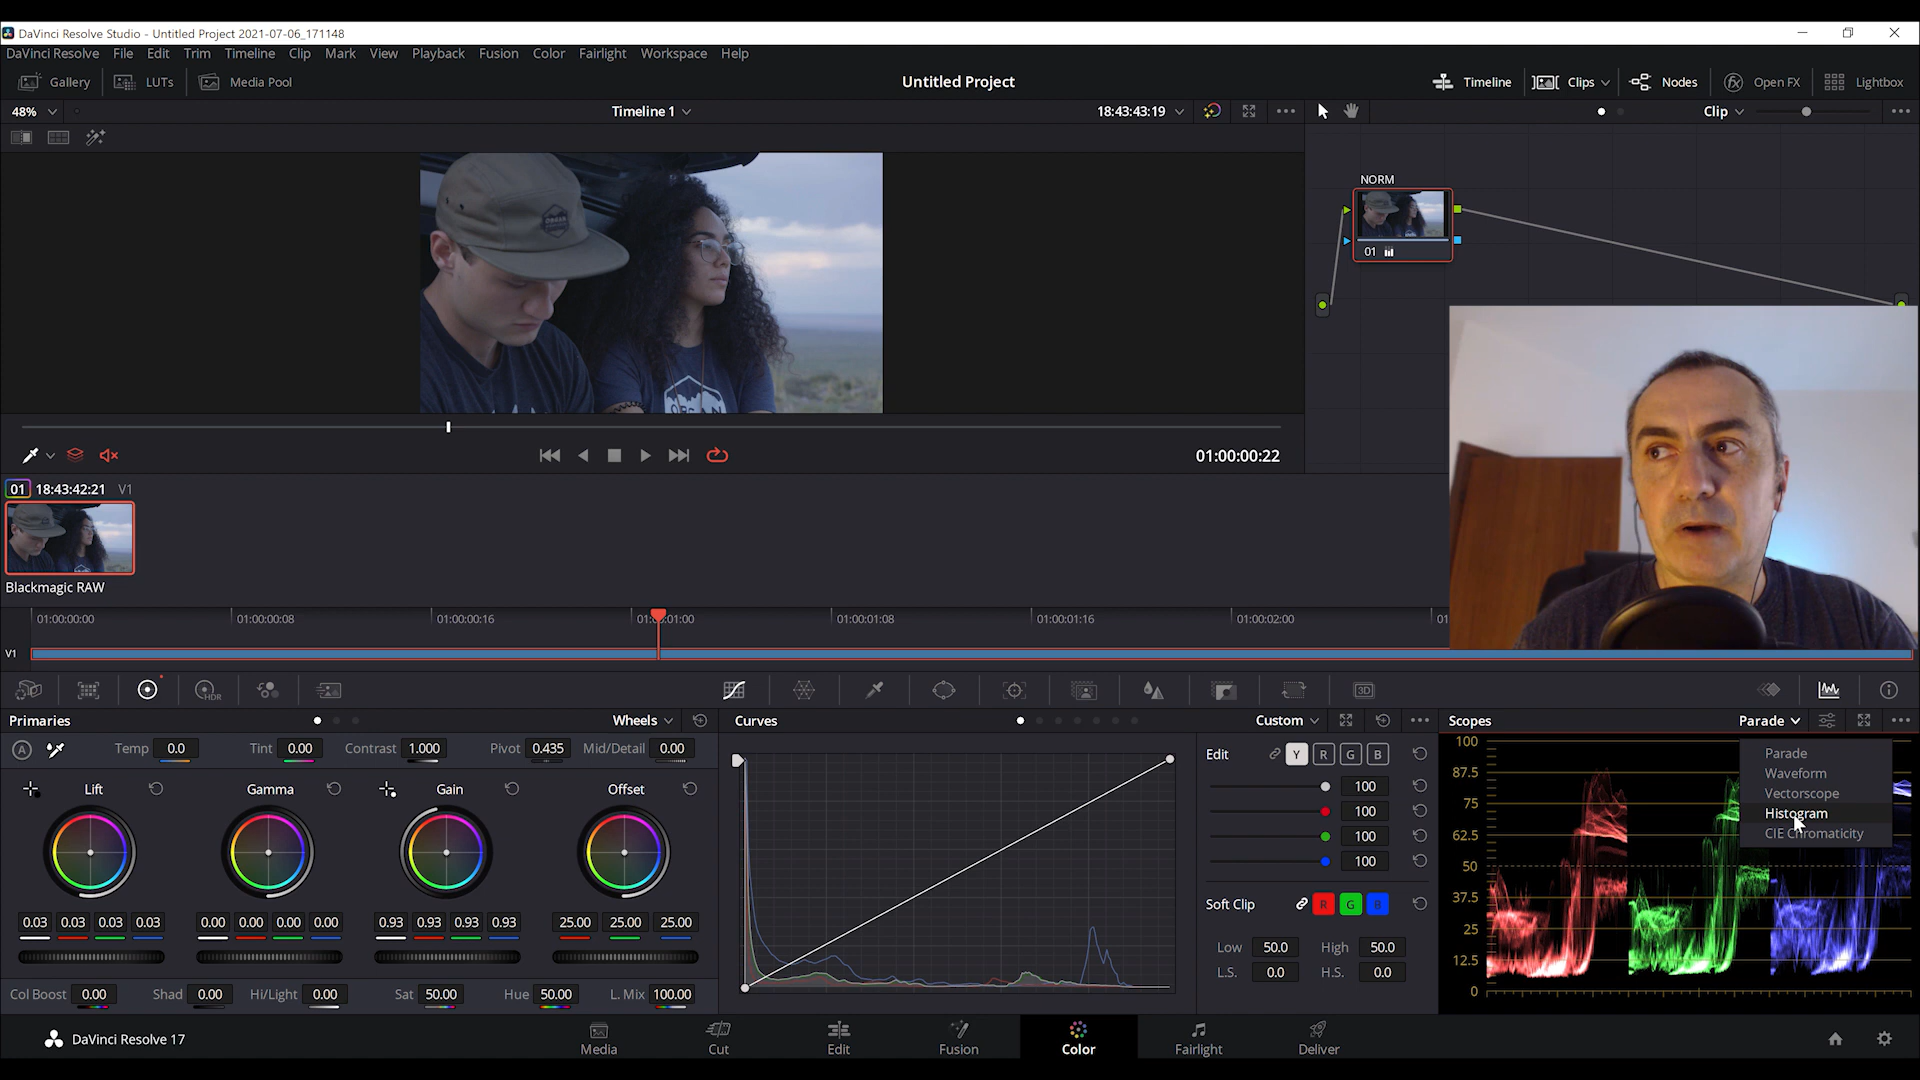 DaVinci Resolve Studio - Untitled Project 2021-07-06_171148
DaVinci Resolve File Edit Trim Timeline Clip Mark View Playback Fusion Color Fairlight Workspace Help
Gallery LUTs Media Pool Untitled Project Timeline Clips Nodes Open FX Lightbox
48% Timeline 1 18:43:43:19 Clip
NORM
01
01:00:00:22
01 18:43:42:21 V1
Blackmagic RAW
01:00:00:00 01:00:00:08 01:00:00:16 01:00:01:00 01:00:01:08 01:00:01:16 01:00:02:00 01
V1
HDR 3D
Primaries Wheels Curves Custom Scopes Parade
A Temp 0.0 Tint 0.00 Contrast 1.000 Pivot 0.435 Mid/Detail 0.00
Lift Gamma Gain Offset
0.03 0.03 0.03 0.03 0.00 0.00 0.00 0.00 0.93 0.93 0.93 0.93 25.00 25.00 25.00
Col Boost 0.00 Shad 0.00 Hi/Light 0.00 Sat 50.00 Hue 50.00 L. Mix 100.00
Edit Y R G B
100
100
100
100
Soft Clip R G B
Low 50.0 High 50.0
L.S. 0.0 H.S. 0.0
100
87.5
75
62.5
50
37.5
25
12.5
0
Parade
Waveform
Vectorscope
Histogram
CIE Chromaticity
DaVinci Resolve 17 Media Cut Edit Fusion Color Fairlight Deliver